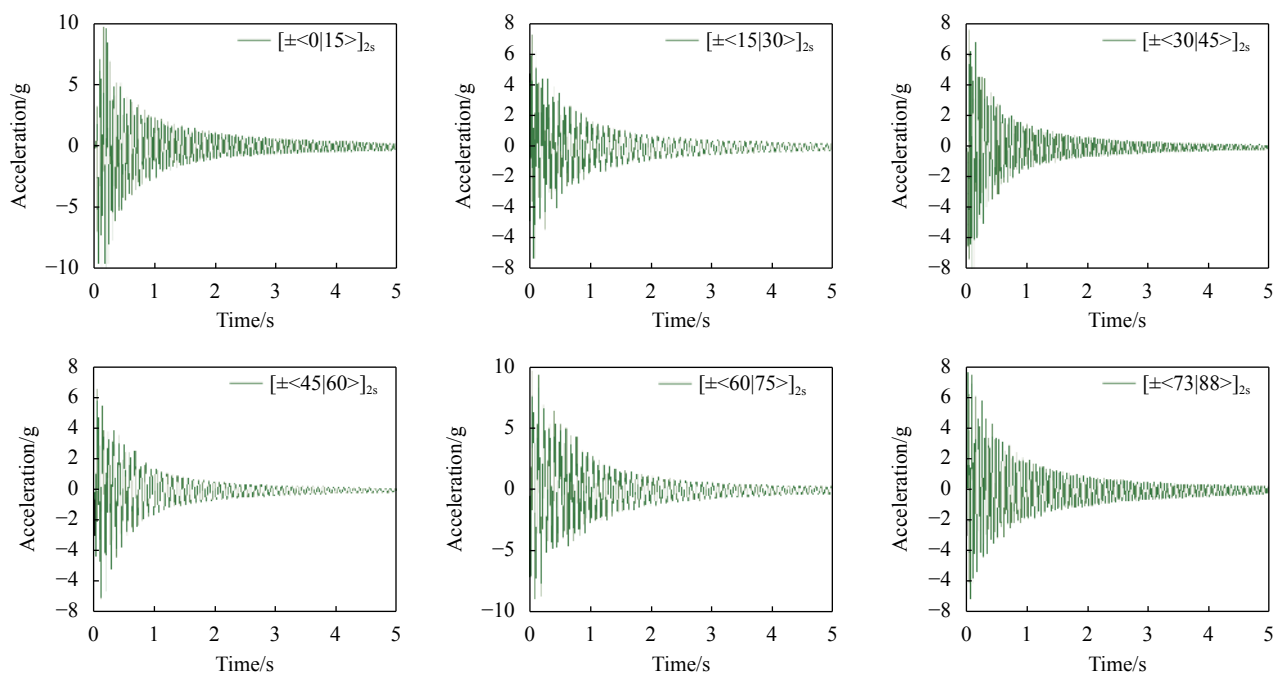 10
5
0
−5
−10
Acceleration/g
[±<0|15>]2s
0 1 2 3 4 5
Time/s
8
6
4
2
0
−2
−4
−6
−8
Acceleration/g
[±<15|30>]2s
0 1 2 3 4 5
Time/s
8
6
4
2
0
−2
−4
−6
−8
Acceleration/g
[±<30|45>]2s
0 1 2 3 4 5
Time/s
8
6
4
2
0
−2
−4
−6
−8
Acceleration/g
[±<45|60>]2s
0 1 2 3 4 5
Time/s
10
5
0
−5
−10
Acceleration/g
[±<60|75>]2s
0 1 2 3 4 5
Time/s
8
6
4
2
0
−2
−4
−6
−8
Acceleration/g
[±<73|88>]2s
0 1 2 3 4 5
Time/s